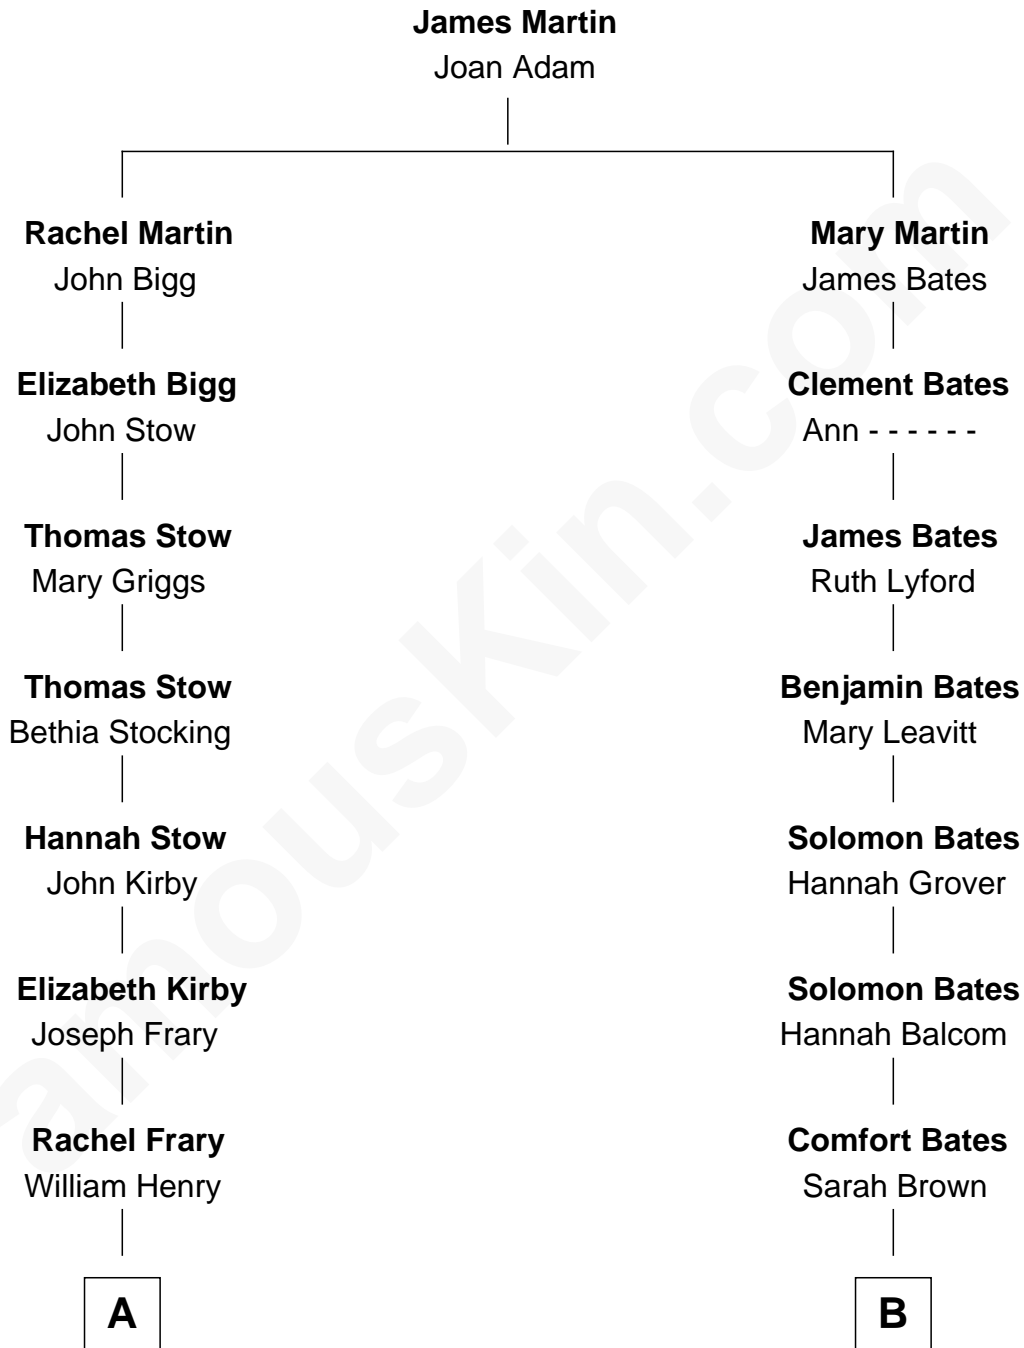 James Martin
Joan Adam
Rachel Martin
John Bigg
Mary Martin
James Bates
Elizabeth Bigg
John Stow
Clement Bates
Ann - - - - - -
Thomas Stow
Mary Griggs
James Bates
Ruth Lyford
Thomas Stow
Bethia Stocking
Benjamin Bates
Mary Leavitt
Hannah Stow
John Kirby
Solomon Bates
Hannah Grover
Elizabeth Kirby
Joseph Frary
Solomon Bates
Hannah Balcom
Rachel Frary
William Henry
Comfort Bates
Sarah Brown
A
B
amouskin.com